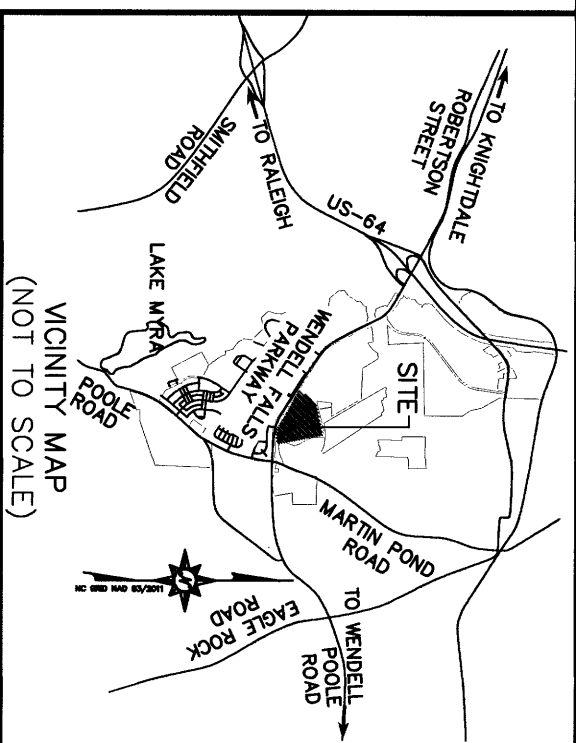 TO KNIGHTDALE
ROBERTSON
STREET
TO RALEIGH
SMITHFIELD
ROAD
US-64
LAKE MYRA
WENDELL FALLS
PARKWAY
SITE
POOLE
ROAD
MARTIN POND
ROAD
TO WENDELL
POOLE
ROAD
EAGLE ROCK
ROAD
NC GRID NAD 83/2011
VICINITY MAP
(NOT TO SCALE)